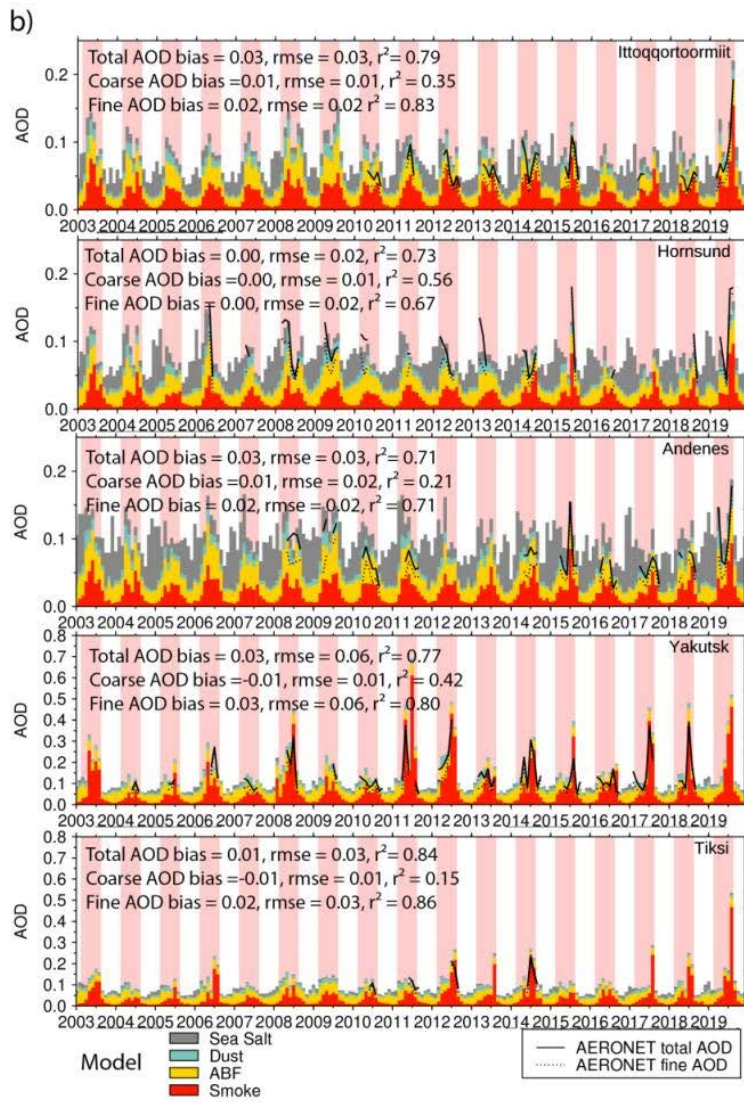 b)
Ittoqqortoormiit
Total AOD bias = 0.03, rmse = 0.03, r² = 0.79
Coarse AOD bias =0.01, rmse = 0.01, r² = 0.35
Fine AOD bias = 0.02, rmse = 0.02 r² = 0.83
AOD
0.2
0.1
0.0
2003 2004 2005 2006 2007 2008 2009 2010 2011 2012 2013 2014 2015 2016 2017 2018 2019
Hornsund
Total AOD bias = 0.00, rmse = 0.02, r² = 0.73
Coarse AOD bias =0.00, rmse = 0.01, r² = 0.56
Fine AOD bias = 0.00, rmse = 0.02, r² = 0.67
AOD
0.2
0.1
0.0
2003 2004 2005 2006 2007 2008 2009 2010 2011 2012 2013 2014 2015 2016 2017 2018 2019
Andenes
Total AOD bias = 0.03, rmse = 0.03, r² = 0.71
Coarse AOD bias =0.01, rmse = 0.02, r² = 0.21
Fine AOD bias = 0.02, rmse = 0.02, r² = 0.71
AOD
0.2
0.1
0.0
2003 2004 2005 2006 2007 2008 2009 2010 2011 2012 2013 2014 2015 2016 2017 2018 2019
Yakutsk
Total AOD bias = 0.03, rmse = 0.06, r² = 0.77
Coarse AOD bias =-0.01, rmse = 0.01, r² = 0.42
Fine AOD bias = 0.03, rmse = 0.06, r² = 0.80
AOD
0.8
0.7
0.6
0.5
0.4
0.3
0.2
0.1
0.0
2003 2004 2005 2006 2007 2008 2009 2010 2011 2012 2013 2014 2015 2016 2017 2018 2019
Tiksi
Total AOD bias = 0.01, rmse = 0.03, r² = 0.84
Coarse AOD bias =-0.01, rmse = 0.01, r² = 0.15
Fine AOD bias = 0.02, rmse = 0.03, r² = 0.86
AOD
0.8
0.7
0.6
0.5
0.4
0.3
0.2
0.1
0.0
2003 2004 2005 2006 2007 2008 2009 2010 2011 2012 2013 2014 2015 2016 2017 2018 2019
Model
Sea Salt
Dust
ABF
Smoke
AERONET total AOD
AERONET fine AOD